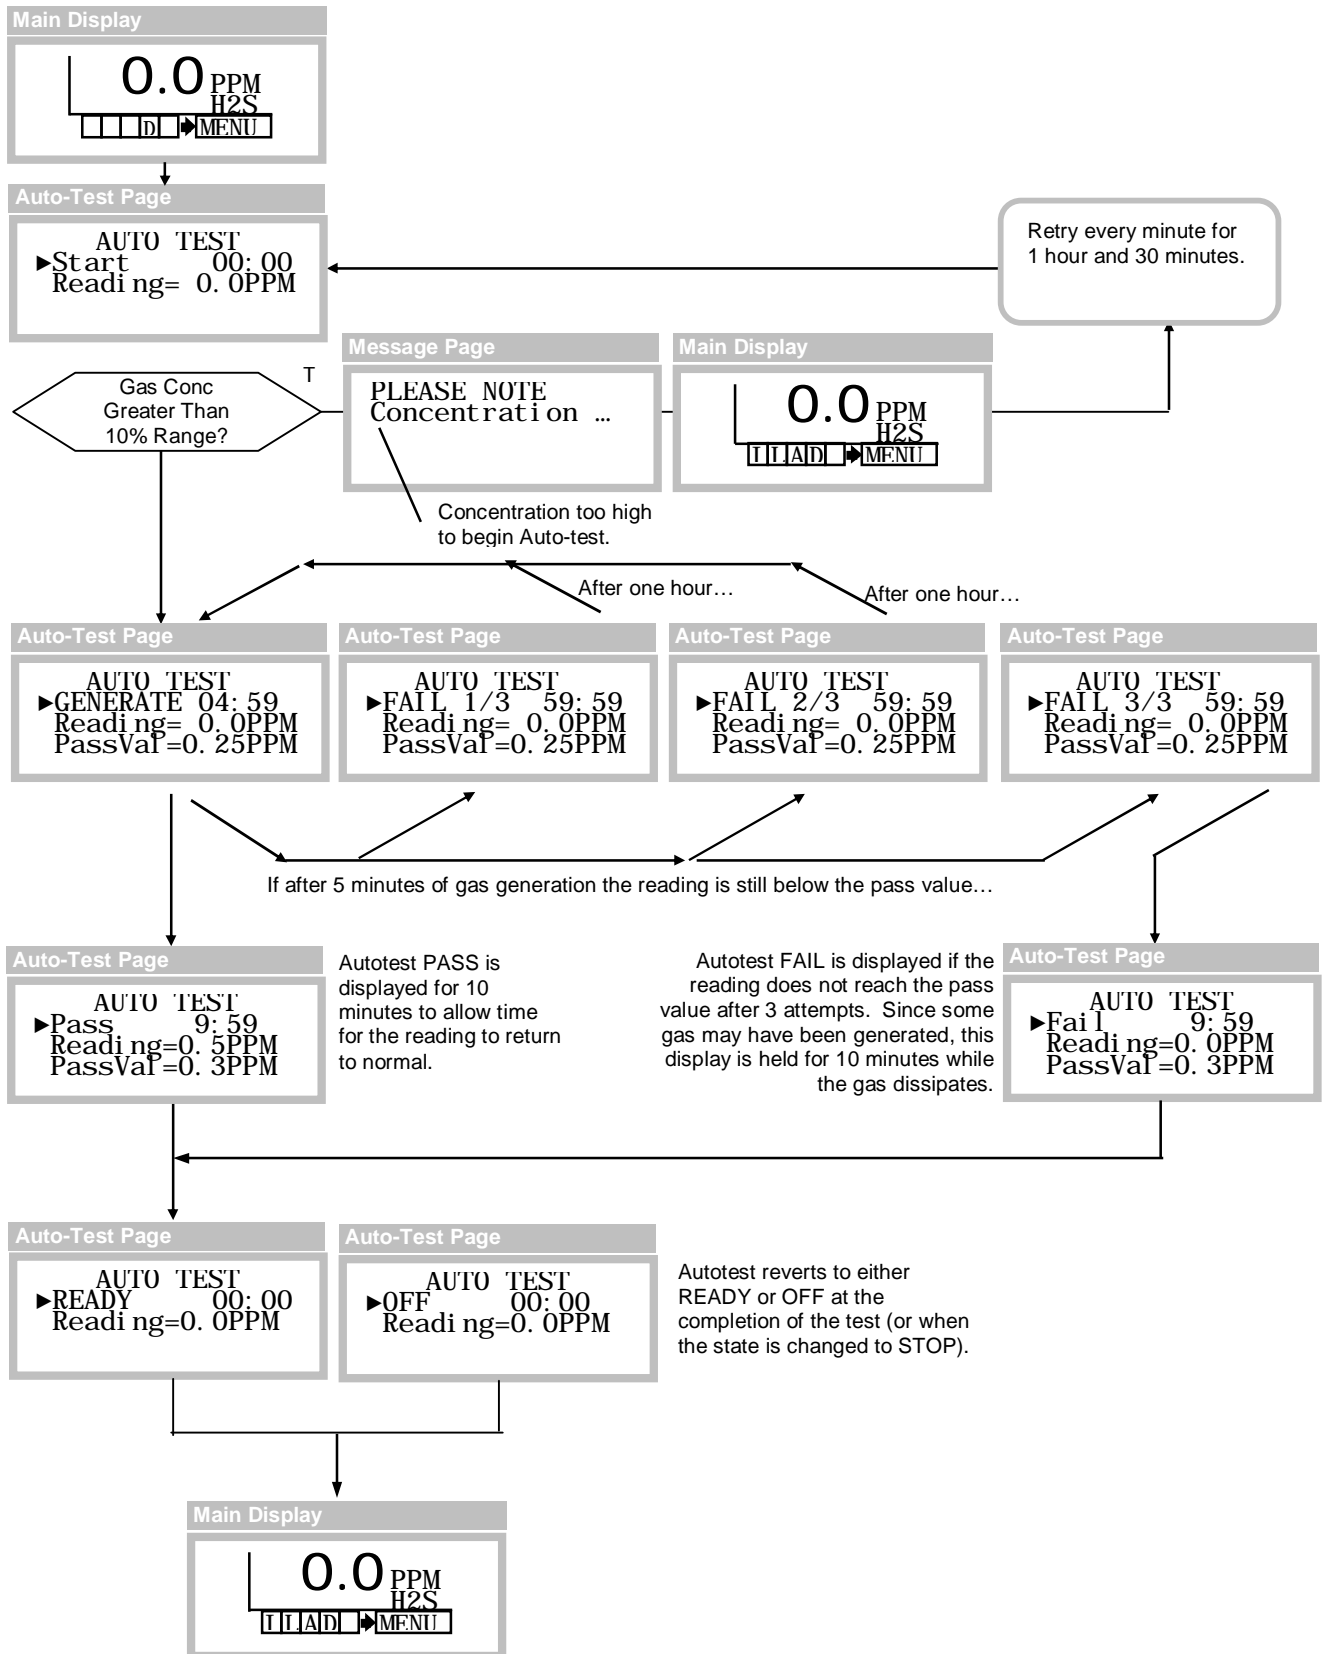 Main Display
0.0 PPM
H2S
D MENU
Auto-Test Page
AUTO TEST
►Start 00:00
Reading= 0.0PPM
Retry every minute for
1 hour and 30 minutes.
Gas Conc
Greater Than
10% Range?
T
Message Page
PLEASE NOTE
Concentration ...
Main Display
0.0 PPM
H2S
I L A D MENU
Concentration too high
to begin Auto-test.
After one hour…
After one hour…
Auto-Test Page
AUTO TEST
►GENERATE 04:59
Reading= 0.0PPM
PassVal=0.25PPM
Auto-Test Page
AUTO TEST
►FAIL 1/3 59:59
Reading= 0.0PPM
PassVal=0.25PPM
Auto-Test Page
AUTO TEST
►FAIL 2/3 59:59
Reading= 0.0PPM
PassVal=0.25PPM
Auto-Test Page
AUTO TEST
►FAIL 3/3 59:59
Reading= 0.0PPM
PassVal=0.25PPM
If after 5 minutes of gas generation the reading is still below the pass value…
Auto-Test Page
AUTO TEST
►Pass 9:59
Reading=0.5PPM
PassVal=0.3PPM
Autotest PASS is
displayed for 10
minutes to allow time
for the reading to return
to normal.
Autotest FAIL is displayed if the
reading does not reach the pass
value after 3 attempts. Since some
gas may have been generated, this
display is held for 10 minutes while
the gas dissipates.
Auto-Test Page
AUTO TEST
►Fail 9:59
Reading=0.0PPM
PassVal=0.3PPM
Auto-Test Page
AUTO TEST
►READY 00:00
Reading=0.0PPM
Auto-Test Page
AUTO TEST
►OFF 00:00
Reading=0.0PPM
Autotest reverts to either
READY or OFF at the
completion of the test (or when
the state is changed to STOP).
Main Display
0.0 PPM
H2S
I L A D MENU